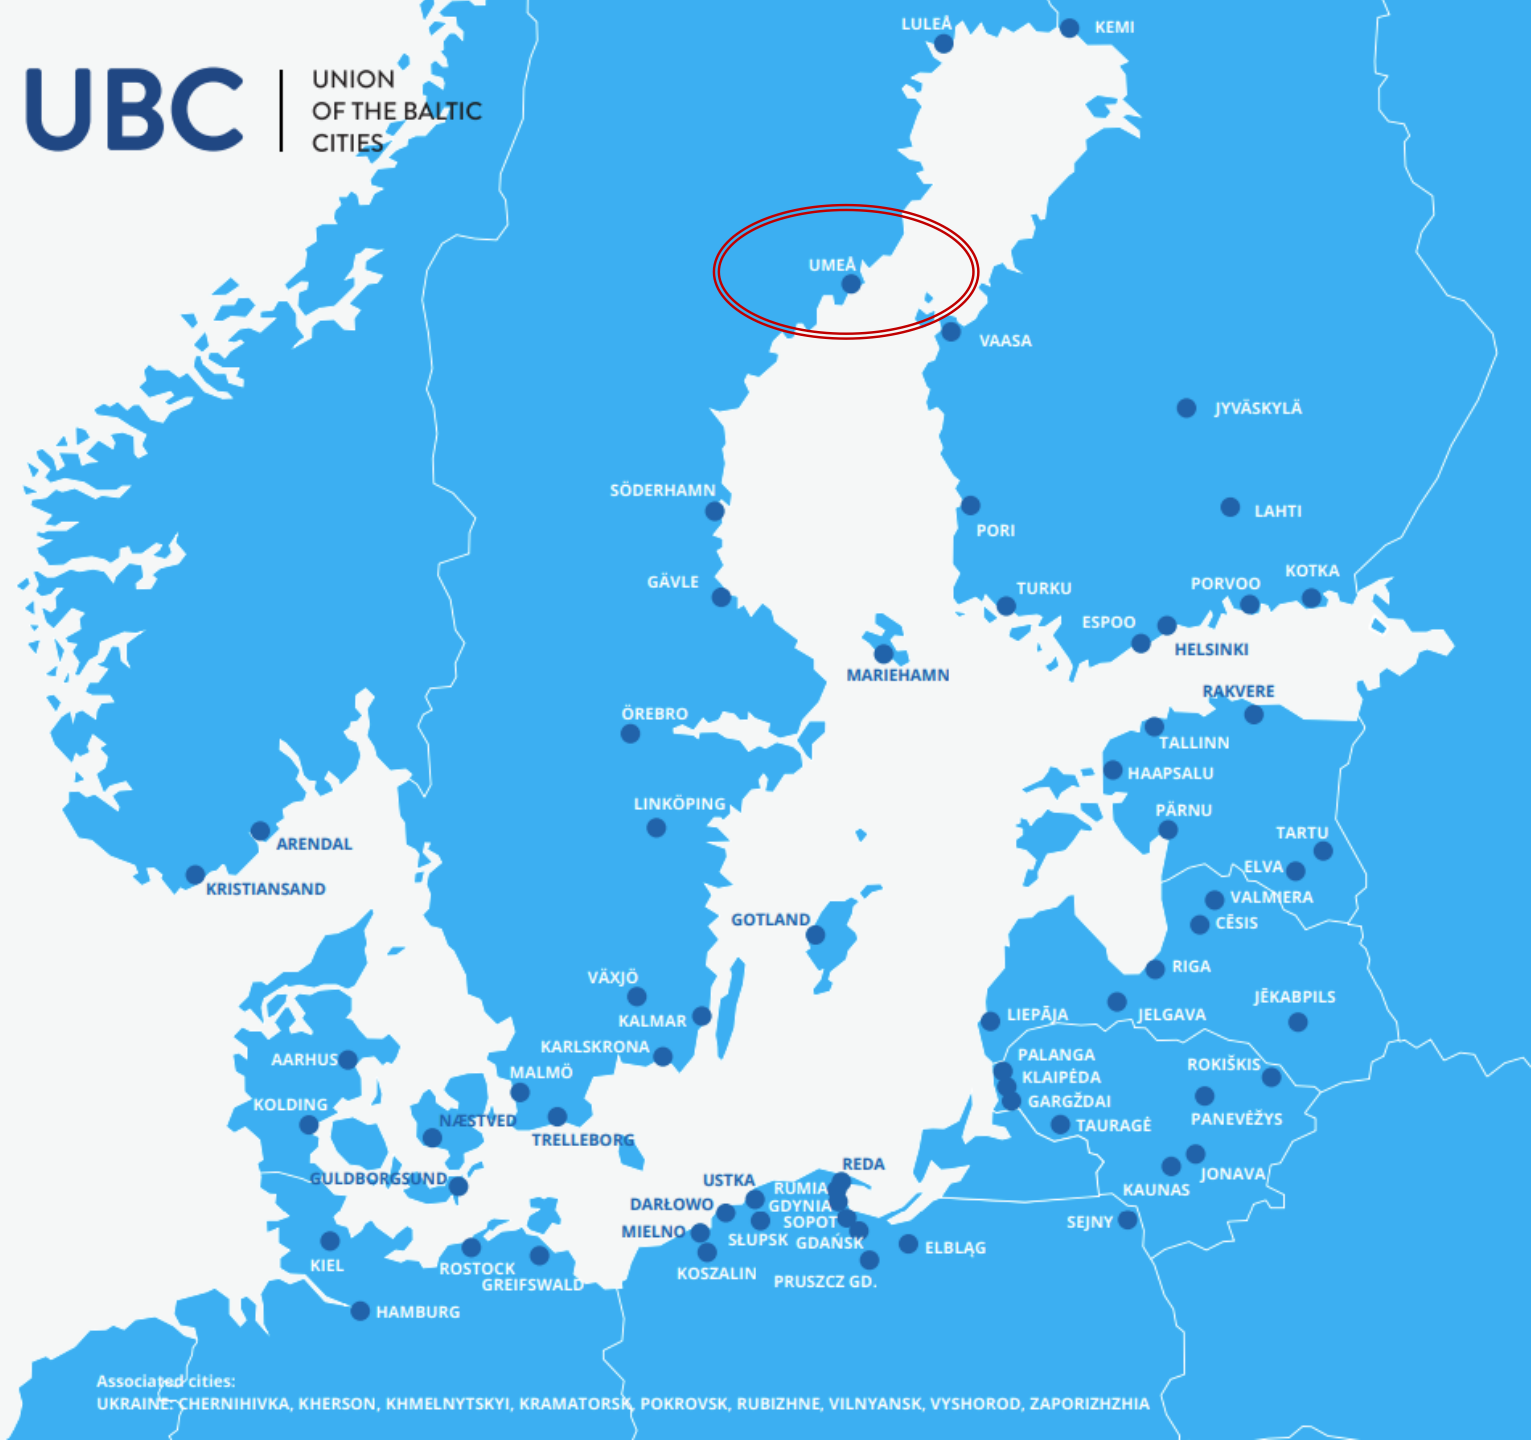 LULEÅ
KEMI
UBC
UNION
OF THE BALTIC
CITIES
UMEÅ
VAASA
JYVÄSKYLÄ
SÖDERHAMN
LAHTI
PORI
KOTKA
GÄVLE
PORVOO
TURKU
ESPOO
HELSINKI
MARIEHAMN
RAKVERE
ÖREBRO
TALLINN
HAAPSALU
LINKÖPING
PÄRNU
TARTU
ARENDAL
ELVA
KRISTIANSAND
VALMIERA
GOTLAND
CĒSIS
RIGA
VÄXJÖ
JĒKABPILS
LIEPĀJA
JELGAVA
KALMAR
KARLSKRONA
PALANGA
AARHUS
ROKIŠKIS
MALMÖ
KLAIPĖDA
KOLDING
GARGŽDAI
NÆSTVED
PANEVĖŽYS
TAURAGĖ
TRELLEBORG
REDA
JONAVA
GULDBORGSUND
USTKA
RUMIA
KAUNAS
DARŁOWO
GDYNIA
SOPOT
SEJNY
MIELNO
SŁUPSK
GDAŃSK
ELBLĄG
KIEL
ROSTOCK
KOSZALIN
PRUSZCZ GD.
GREIFSWALD
HAMBURG
Associated cities:
UKRAINE: CHERNIHIVKA, KHERSON, KHMELNYTSKYI, KRAMATORSK, POKROVSK, RUBIZHNE, VILNYANSK, VYSHOROD, ZAPORIZHZHIA